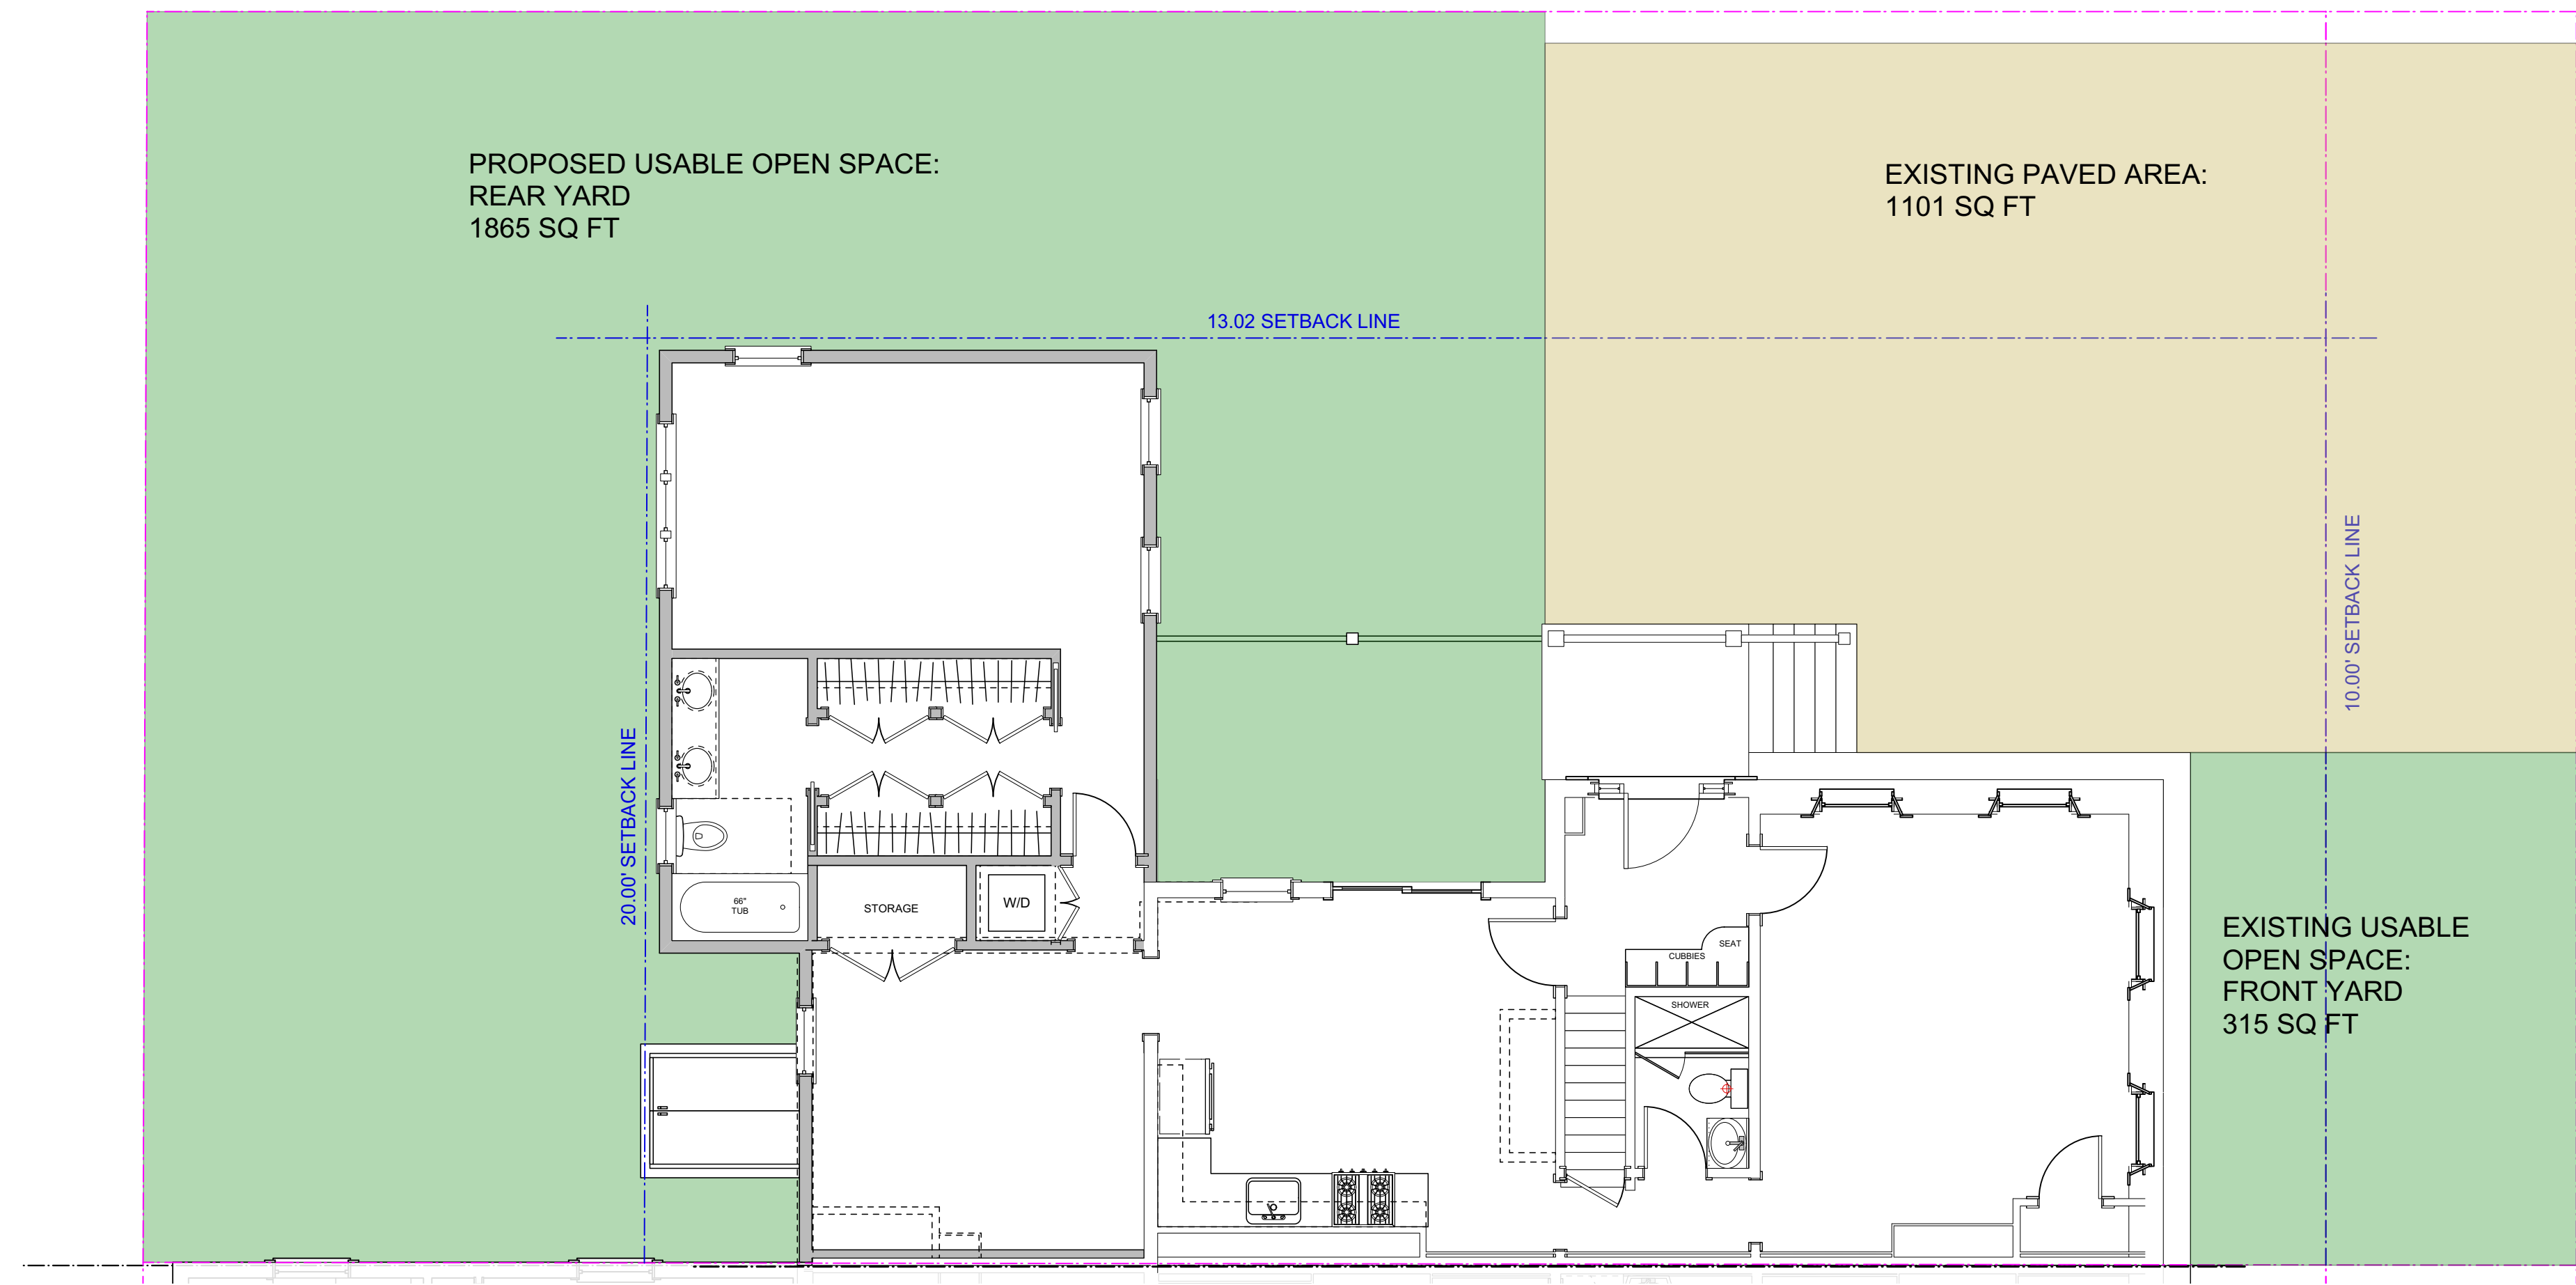 PROPOSED USABLE OPEN SPACE:
REAR YARD
1865 SQ FT
EXISTING PAVED AREA:
1101 SQ FT
13.02 SETBACK LINE
10.00' SETBACK LINE
20.00' SETBACK LINE
66"
TUB
STORAGE
W/D
SEAT
CUBBIES
SHOWER
EXISTING USABLE
OPEN SPACE:
FRONT YARD
315 SQ FT